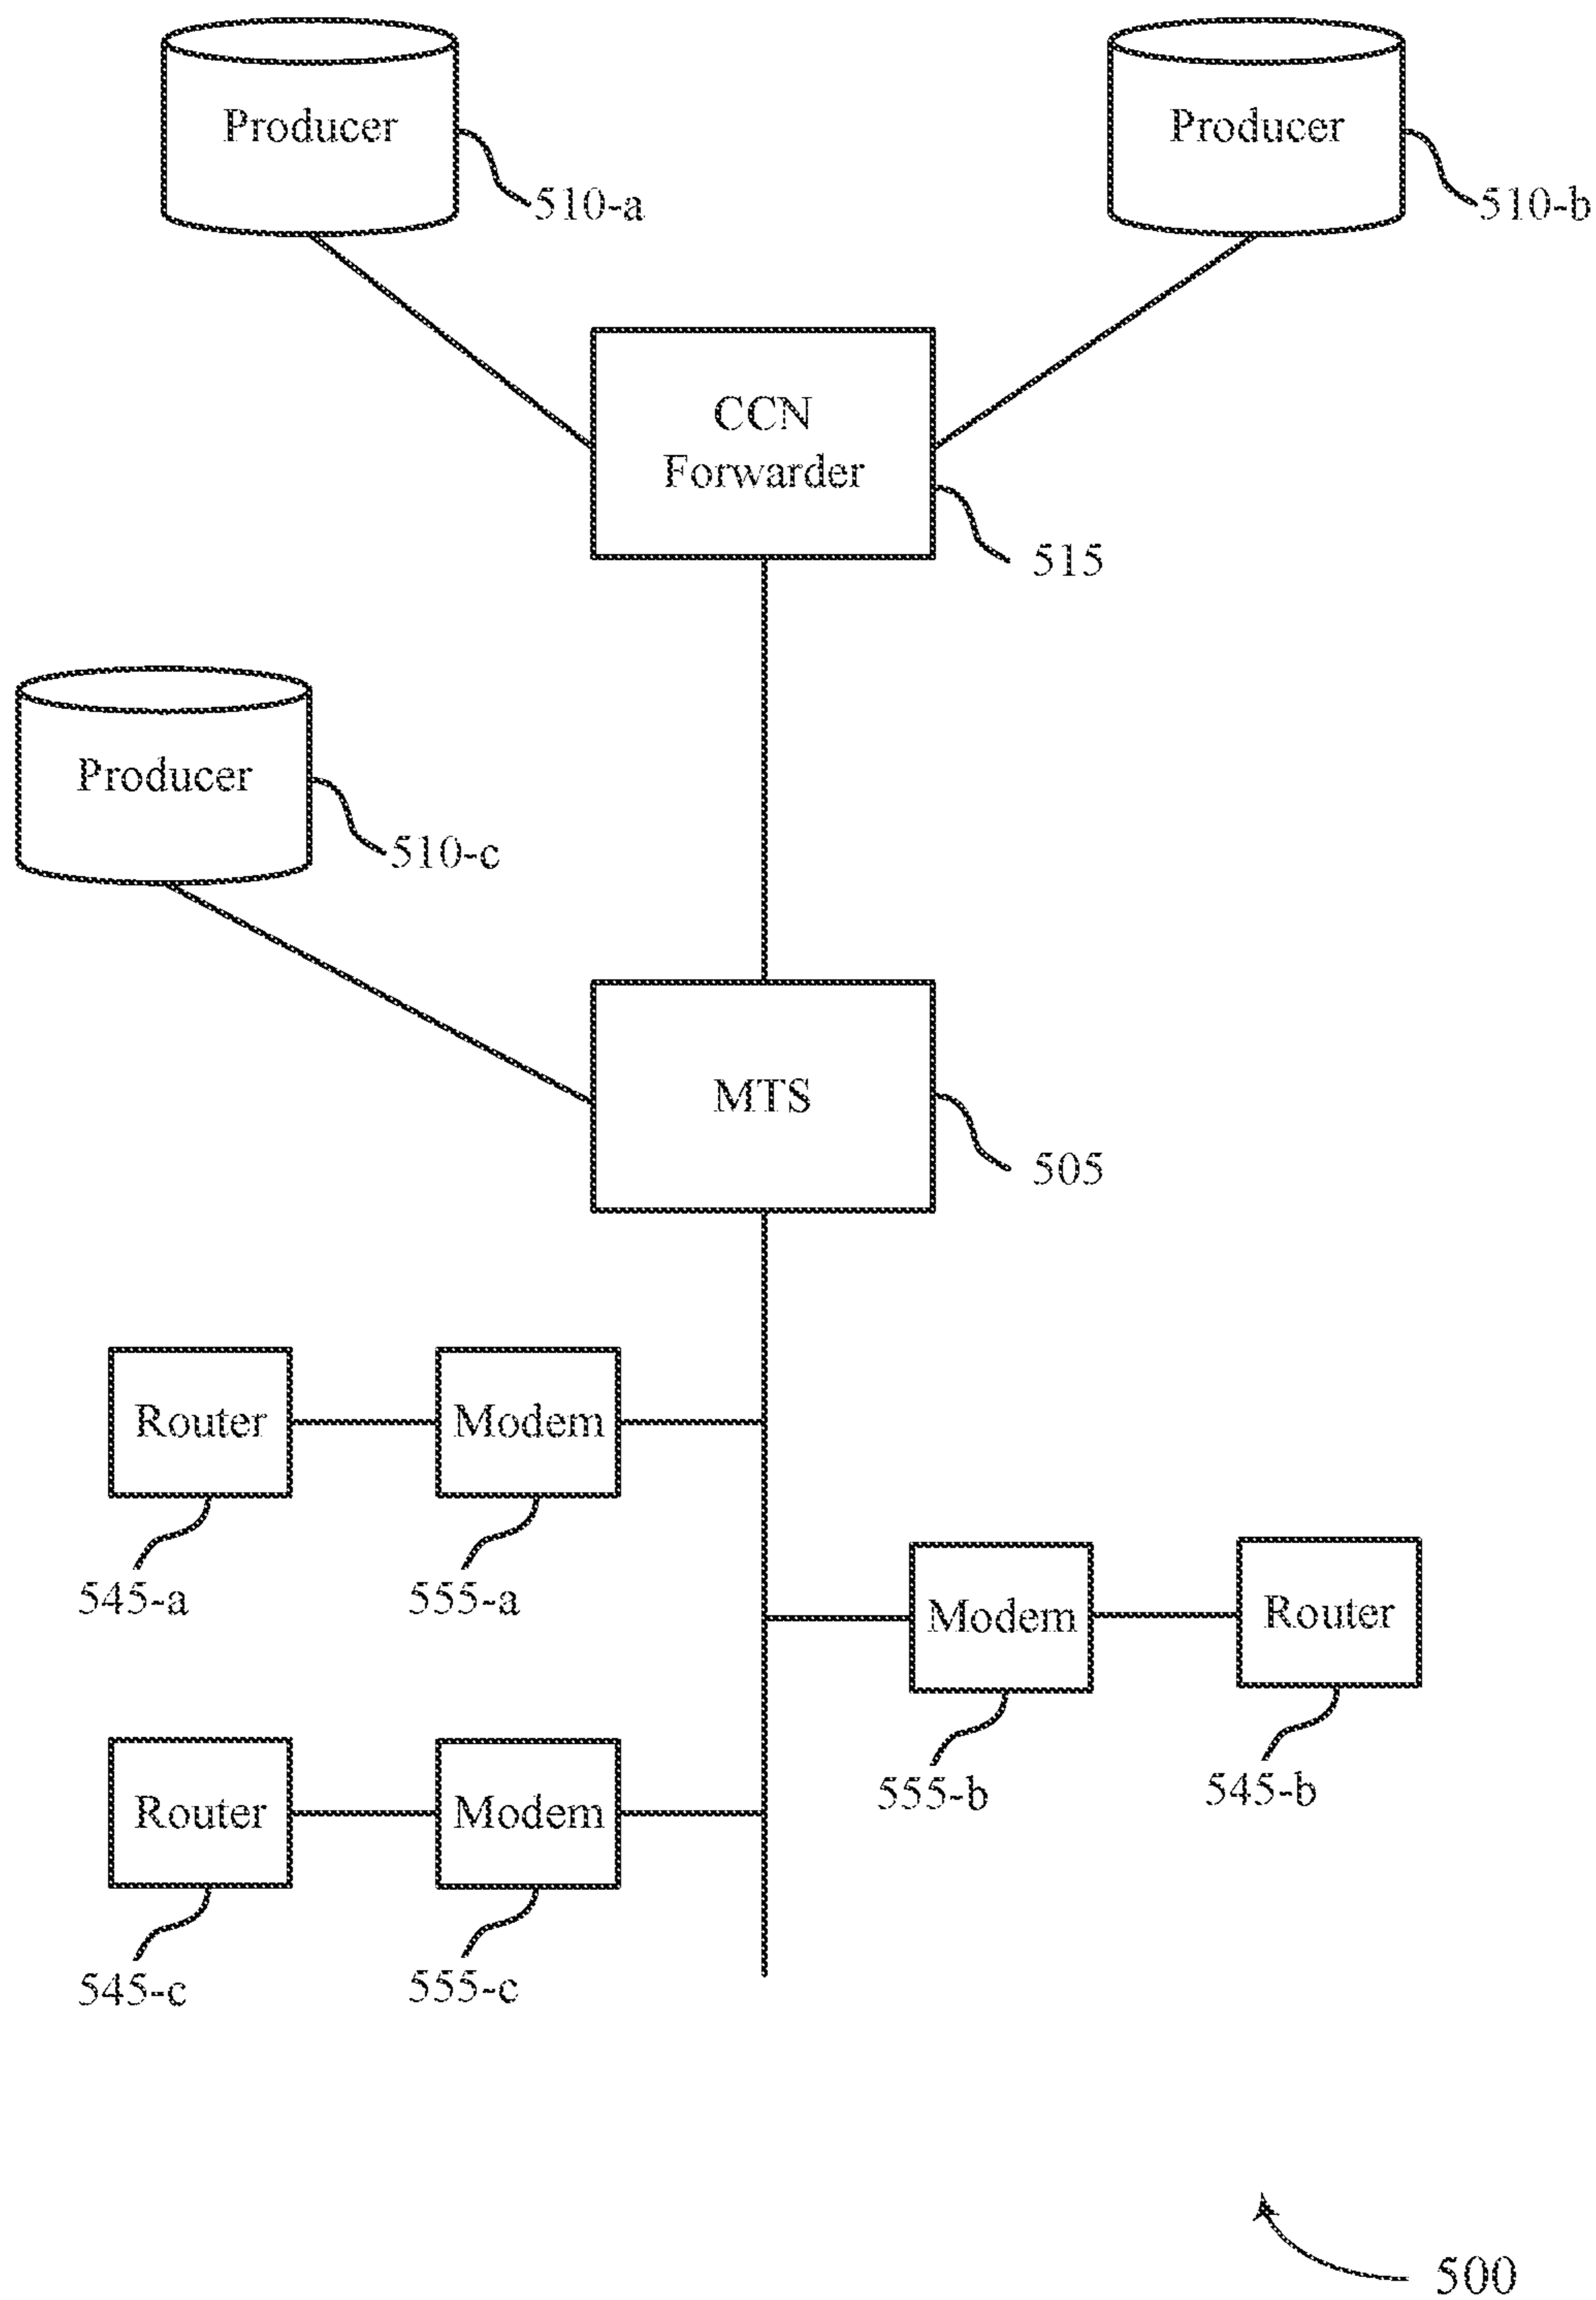 Producer
Producer
510-a
510-b
CCN
Forwarder
515
Producer
510-c
MTS
505
Router
Modem
545-a
555-a
Modem
Router
555-b
545-b
Router
Modem
545-c
555-c
500